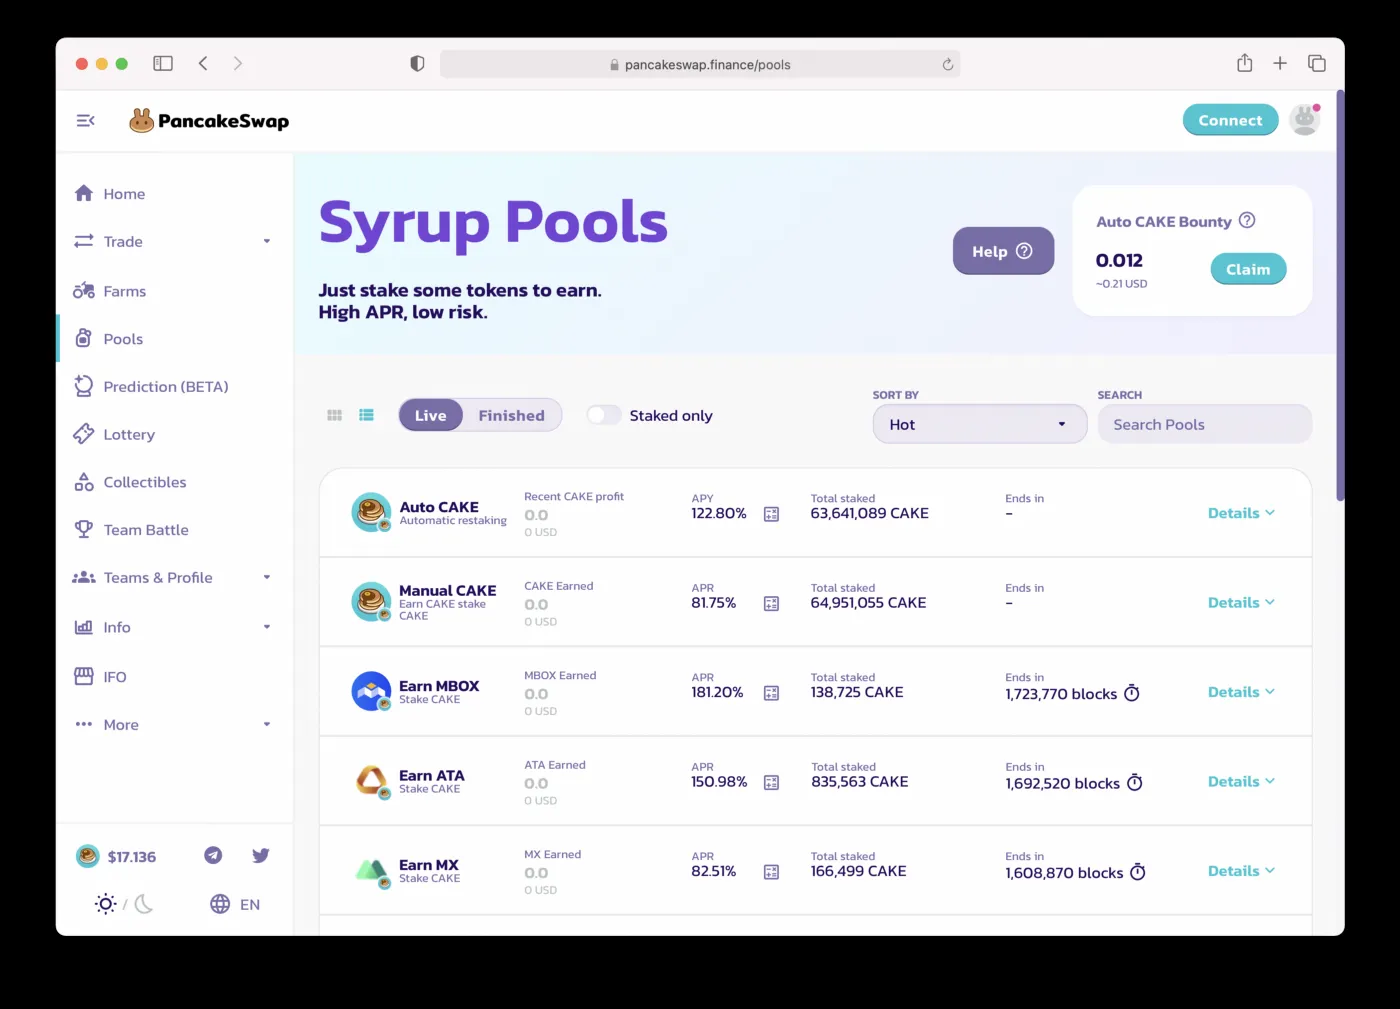 pancakeswap.finance/pools
PancakeSwap
Connect
Home
Trade
Farms
Pools
Prediction (BETA)
Lottery
Collectibles
Team Battle
Teams & Profile
Info
IFO
More
$17.136
/
EN
Syrup Pools
Just stake some tokens to earn.
High APR, low risk.
Help ?
Auto CAKE Bounty ?
0.012
~0.21 USD
Claim
Live
Finished
Staked only
SORT BY
Hot
SEARCH
Search Pools
Auto CAKE
Automatic restaking
Recent CAKE profit
0.0
0 USD
APY
122.80%
Total staked
63,641,089 CAKE
Ends in
-
Details
Manual CAKE
Earn CAKE stake
CAKE
CAKE Earned
0.0
0 USD
APR
81.75%
Total staked
64,951,055 CAKE
Ends in
-
Details
Earn MBOX
Stake CAKE
MBOX Earned
0.0
0 USD
APR
181.20%
Total staked
138,725 CAKE
Ends in
1,723,770 blocks
Details
Earn ATA
Stake CAKE
ATA Earned
0.0
0 USD
APR
150.98%
Total staked
835,563 CAKE
Ends in
1,692,520 blocks
Details
Earn MX
Stake CAKE
MX Earned
0.0
0 USD
APR
82.51%
Total staked
166,499 CAKE
Ends in
1,608,870 blocks
Details